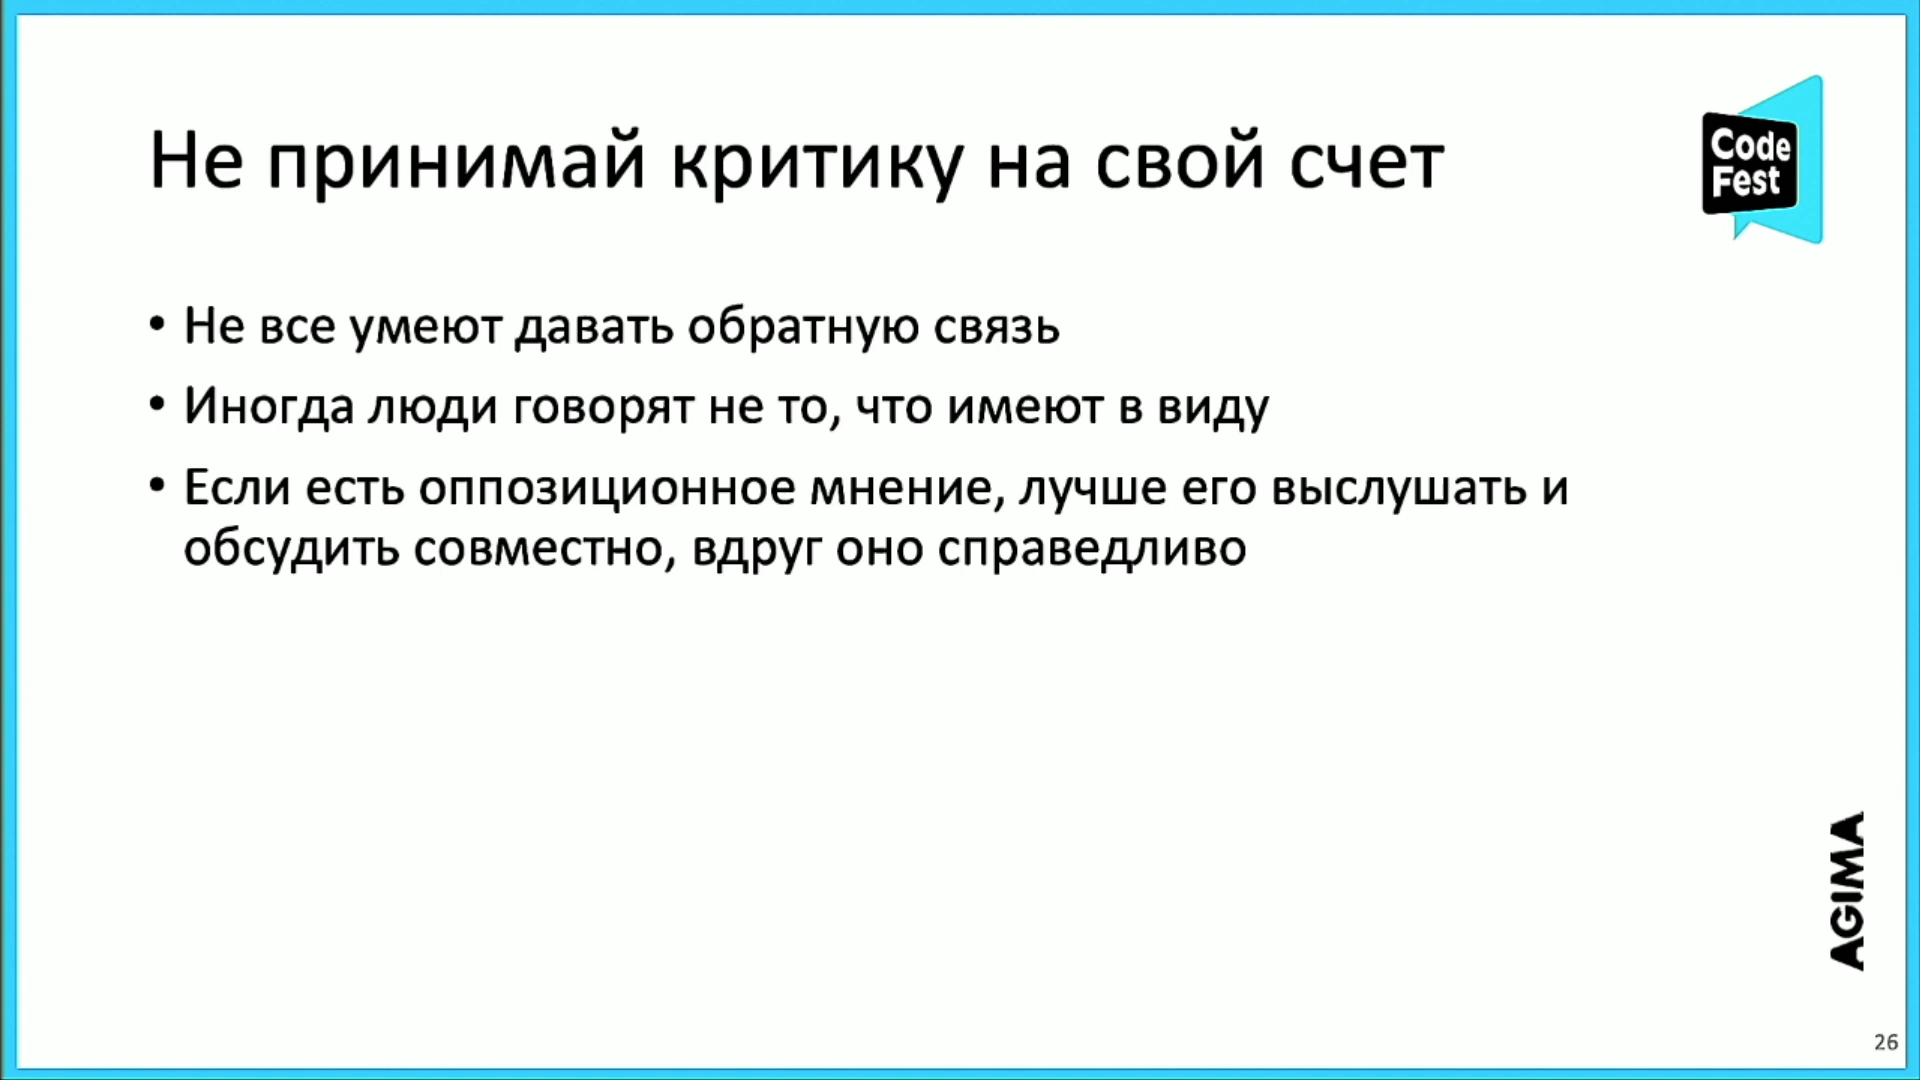 Не принимай критику на свой счет
Code
Fest
• Не все умеют давать обратную связь
• Иногда люди говорят не то, что имеют в виду
• Если есть оппозиционное мнение, лучше его выслушать и
обсудить совместно, вдруг оно справедливо
AGIMA
26